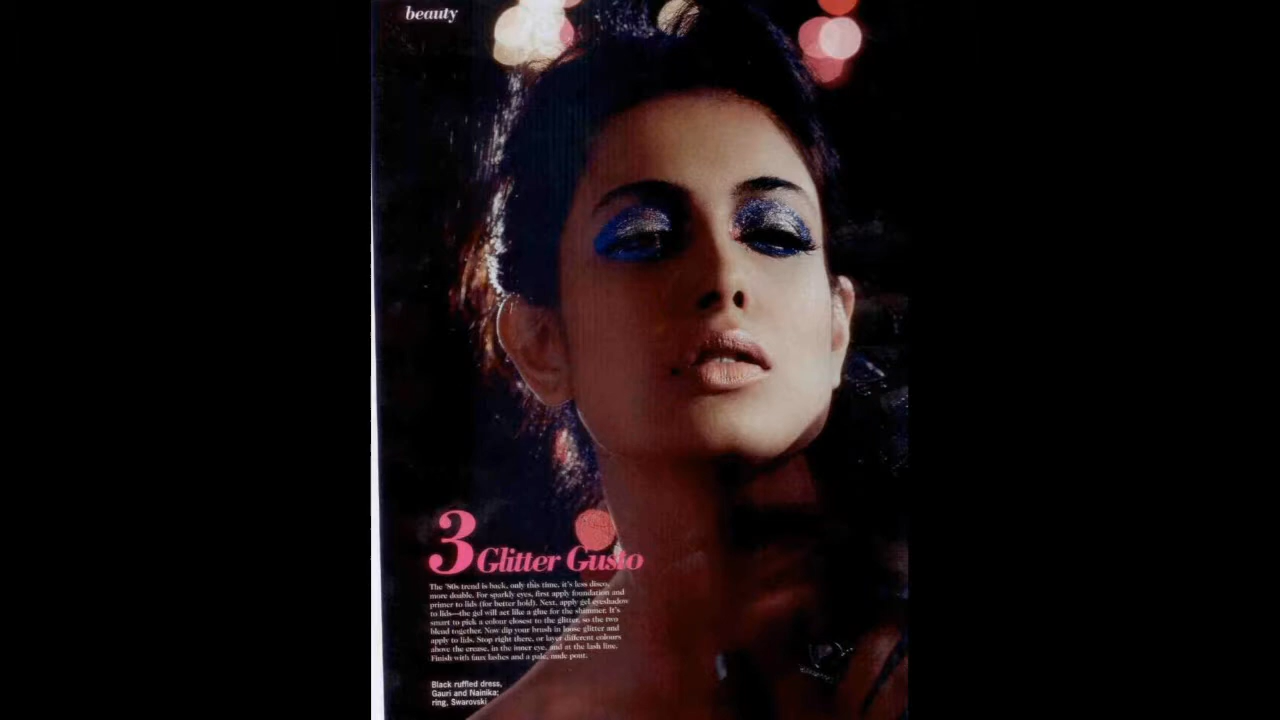 beauty
3 Glitter Gusto
The '80s trend is back, only this time, it's less disco,
more doable. For sparkly eyes, first apply foundation and
primer to lids (for better hold). Next, apply gel eyeshadow
to lids—the gel will act like a glue for the shimmer. It's
smart to pick a colour closest to the glitter, so the two
blend together. Now dip your brush in loose glitter and
apply to lids. Stop right there, or layer different colours
above the crease, in the inner eye, and at the lash line.
Finish with faux lashes and a pale, nude pout.
Black ruffled dress,
Gauri and Nainika;
ring, Swarovski